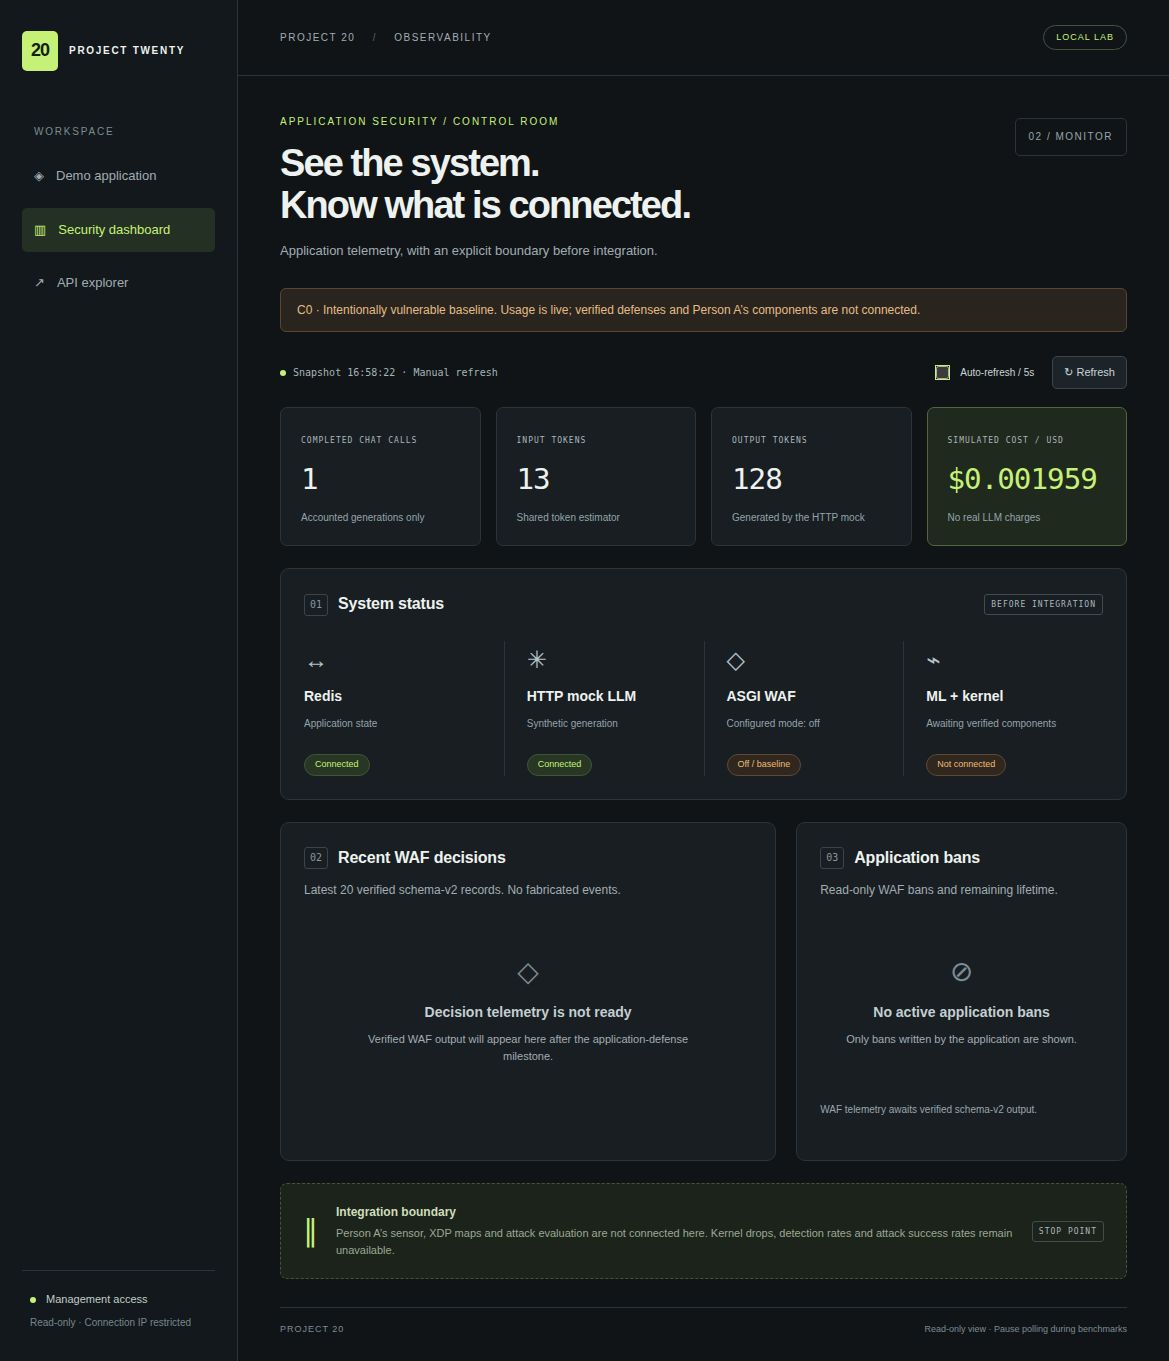 20 PROJECT TWENTY
WORKSPACE
◈ Demo application
▥ Security dashboard
↗ API explorer
Management access
Read-only · Connection IP restricted
PROJECT 20 / OBSERVABILITY
LOCAL LAB
APPLICATION SECURITY / CONTROL ROOM
02 / MONITOR
See the system.
Know what is connected.
Application telemetry, with an explicit boundary before integration.
C0 · Intentionally vulnerable baseline. Usage is live; verified defenses and Person A's components are not connected.
Snapshot 16:58:22 · Manual refresh
Auto-refresh / 5s
↻ Refresh
COMPLETED CHAT CALLS
1
Accounted generations only
INPUT TOKENS
13
Shared token estimator
OUTPUT TOKENS
128
Generated by the HTTP mock
SIMULATED COST / USD
$0.001959
No real LLM charges
01 System status
BEFORE INTEGRATION
↔
Redis
Application state
Connected
✳
HTTP mock LLM
Synthetic generation
Connected
◇
ASGI WAF
Configured mode: off
Off / baseline
⌁
ML + kernel
Awaiting verified components
Not connected
02 Recent WAF decisions
Latest 20 verified schema-v2 records. No fabricated events.
◇
Decision telemetry is not ready
Verified WAF output will appear here after the application-defense
milestone.
03 Application bans
Read-only WAF bans and remaining lifetime.
⊘
No active application bans
Only bans written by the application are shown.
WAF telemetry awaits verified schema-v2 output.
‖
Integration boundary
Person A's sensor, XDP maps and attack evaluation are not connected here. Kernel drops, detection rates and attack success rates remain
unavailable.
STOP POINT
PROJECT 20
Read-only view · Pause polling during benchmarks